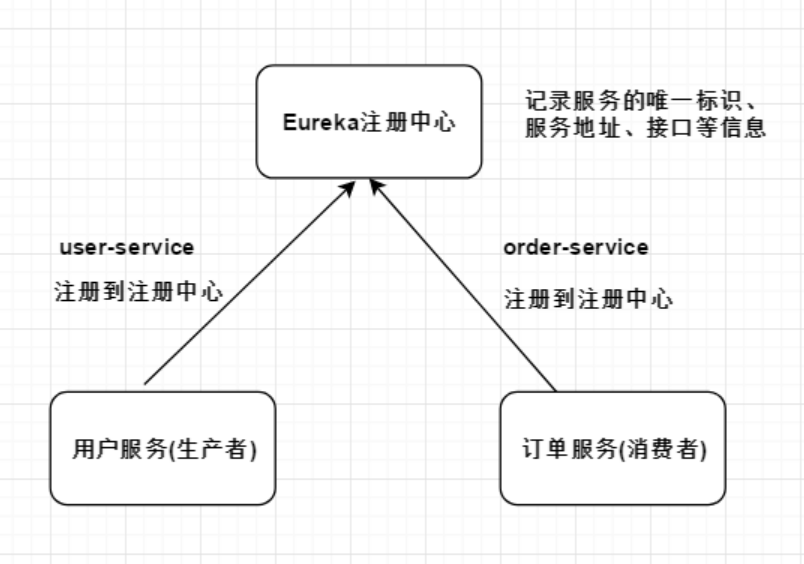 Eureka注册中心
记录服务的唯一标识、
服务地址、接口等信息
user-service
注册到注册中心
order-service
注册到注册中心
用户服务(生产者)
订单服务(消费者)